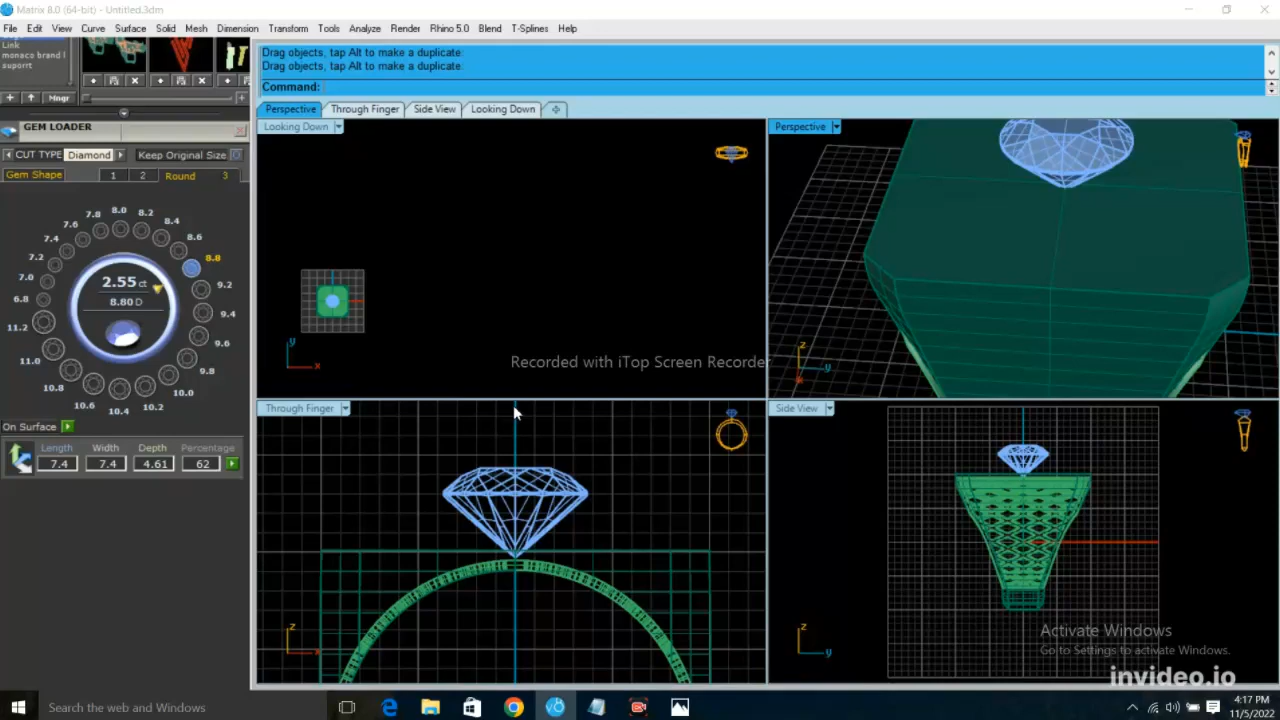 Matrix 8.0 (64-bit) - Untitled.3dm
File Edit View Curve Surface Solid Mesh Dimension Transform Tools Analyze Render Rhino 5.0 Blend T-Splines Help
Link
monaco brand l
suporrt
Mngr
Drag objects, tap Alt to make a duplicate:
Drag objects, tap Alt to make a duplicate:
Command:
Perspective Through Finger Side View Looking Down
GEM LOADER
CUT TYPE Diamond Keep Original Size
Gem Shape 1 2 Round 3
8.0
7.8 8.2
7.6 8.4
7.4 8.6
7.2 8.8
7.0 9.2
6.8 9.4
11.2 9.6
11.0 9.8
10.8 10.0
10.6 10.2
10.4
2.55 ct
8.80 D
On Surface
Length Width Depth Percentage
7.4 7.4 4.61 62
Looking Down
y
x
Perspective
z
y
x
Recorded with iTop Screen Recorder
Through Finger
z
x
Side View
z
y
Activate Windows
Go to Settings to activate Windows.
invideo.io
Search the web and Windows
4:17 PM
11/5/2022